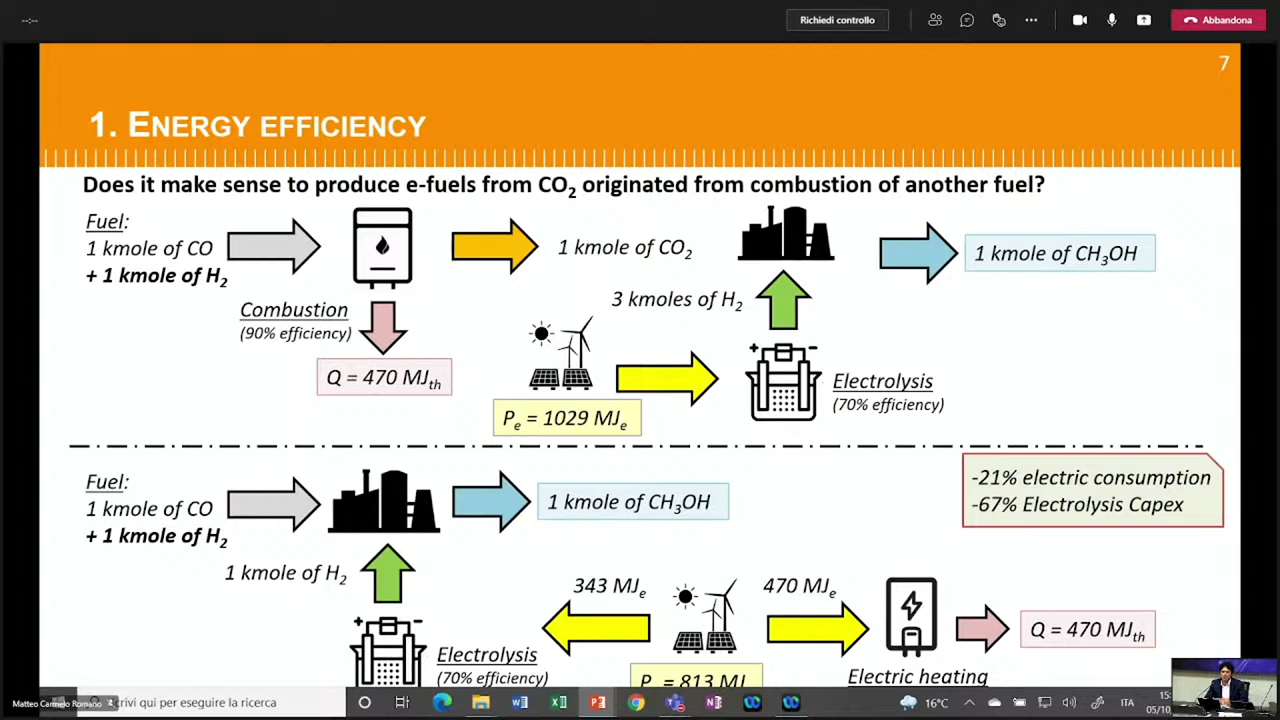 --:--
Richiedi controllo
Abbandona
7
1. ENERGY EFFICIENCY
Does it make sense to produce e-fuels from CO2 originated from combustion of another fuel?
Fuel:
1 kmole of CO
+ 1 kmole of H2
1 kmole of CO2
1 kmole of CH3OH
Combustion
(90% efficiency)
3 kmoles of H2
Q = 470 MJth
Electrolysis
(70% efficiency)
Pe = 1029 MJe
Fuel:
1 kmole of CO
+ 1 kmole of H2
1 kmole of CH3OH
-21% electric consumption
-67% Electrolysis Capex
1 kmole of H2
343 MJe
470 MJe
Q = 470 MJth
Electrolysis
(70% efficiency)
= 813 MJ
Electric heating
Matteo Carmelo Romano
crivi qui per eseguire la ricerca
16°C
ITA
15:
05/10